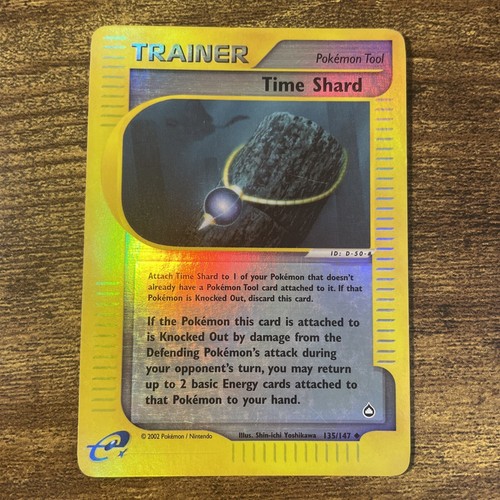 TRAINER
Pokémon Tool
Time Shard
ID: D-50-#
Attach Time Shard to 1 of your Pokémon that doesn't
already have a Pokémon Tool card attached to it. If that
Pokémon is Knocked Out, discard this card.
If the Pokémon this card is attached to
is Knocked Out by damage from the
Defending Pokémon's attack during
your opponent's turn, you may return
up to 2 basic Energy cards attached to
that Pokémon to your hand.
e
© 2002 Pokémon / Nintendo
Illus. Shin-ichi Yoshikawa
135/147 ◆